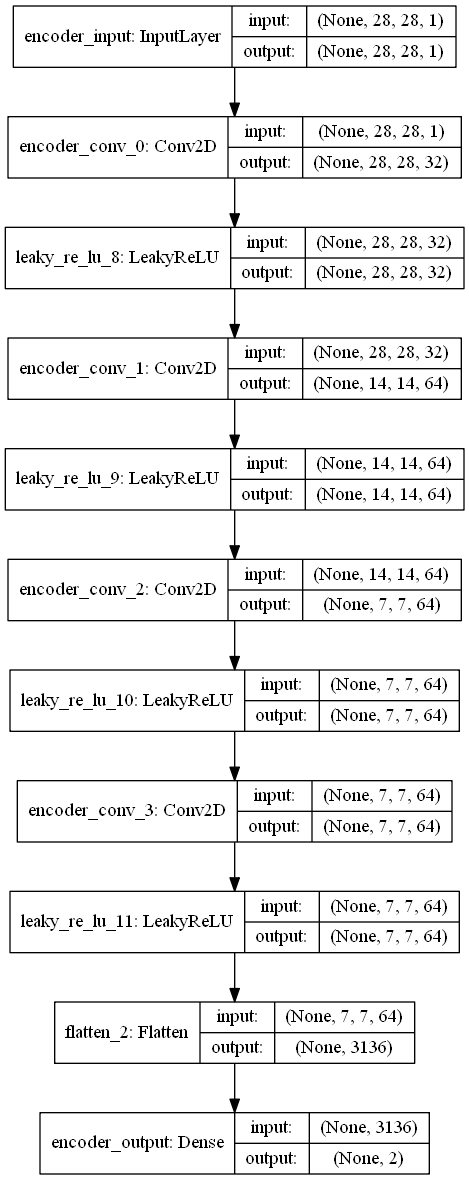 encoder_input: InputLayer
input: (None, 28, 28, 1)
output: (None, 28, 28, 1)
encoder_conv_0: Conv2D
input: (None, 28, 28, 1)
output: (None, 28, 28, 32)
leaky_re_lu_8: LeakyReLU
input: (None, 28, 28, 32)
output: (None, 28, 28, 32)
encoder_conv_1: Conv2D
input: (None, 28, 28, 32)
output: (None, 14, 14, 64)
leaky_re_lu_9: LeakyReLU
input: (None, 14, 14, 64)
output: (None, 14, 14, 64)
encoder_conv_2: Conv2D
input: (None, 14, 14, 64)
output: (None, 7, 7, 64)
leaky_re_lu_10: LeakyReLU
input: (None, 7, 7, 64)
output: (None, 7, 7, 64)
encoder_conv_3: Conv2D
input: (None, 7, 7, 64)
output: (None, 7, 7, 64)
leaky_re_lu_11: LeakyReLU
input: (None, 7, 7, 64)
output: (None, 7, 7, 64)
flatten_2: Flatten
input: (None, 7, 7, 64)
output: (None, 3136)
encoder_output: Dense
input: (None, 3136)
output: (None, 2)